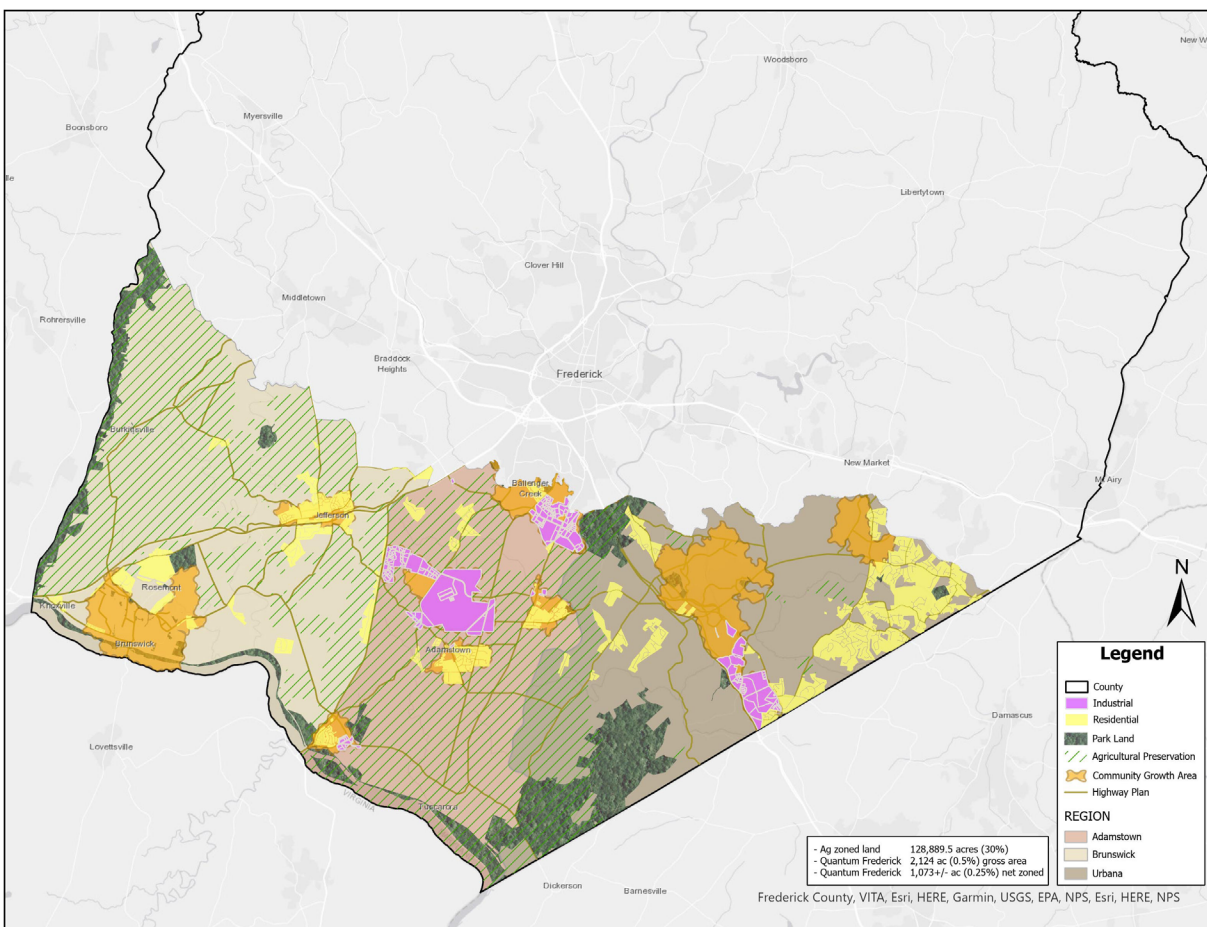 New W
Woodsboro
Myersville
Boonsboro
Libertytown
Clover Hill
Middletown
Rohrersville
Braddock
Heights
Frederick
Burkittsville
New Market
Mt Airy
Ballenger
Creek
Jefferson
Rosemont
Knoxville
Brunswick
Adamstown
N
Damascus
Lovettsville
VIRGINIA
Tuscarora
Dickerson
Barnesville
Legend
County
Industrial
Residential
Park Land
Agricultural Preservation
Community Growth Area
Highway Plan
REGION
Adamstown
Brunswick
Urbana
- Ag zoned land 128,889.5 acres (30%)
- Quantum Frederick 2,124 ac (0.5%) gross area
- Quantum Frederick 1,073+/- ac (0.25%) net zoned
Frederick County, VITA, Esri, HERE, Garmin, USGS, EPA, NPS, Esri, HERE, NPS